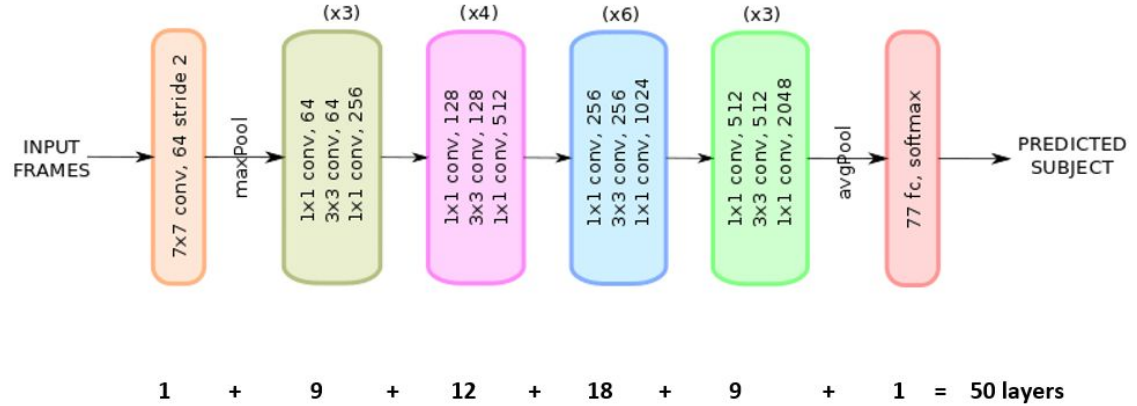 (x3)
(x4)
(x6)
(x3)
INPUT
FRAMES
7x7 conv, 64 stride 2
maxPool
1x1 conv, 64
3x3 conv, 64
1x1 conv, 256
1x1 conv, 128
3x3 conv, 128
1x1 conv, 512
1x1 conv, 256
3x3 conv, 256
1x1 conv, 1024
1x1 conv, 512
3x3 conv, 512
1x1 conv, 2048
avgPool
77 fc, softmax
PREDICTED
SUBJECT
1 + 9 + 12 + 18 + 9 + 1 = 50 layers